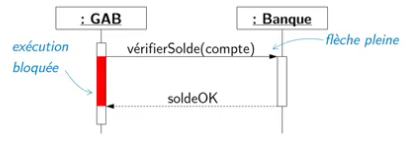 : GAB
: Banque
exécution
bloquée
vérifierSolde(compte)
flèche pleine
soldeOK